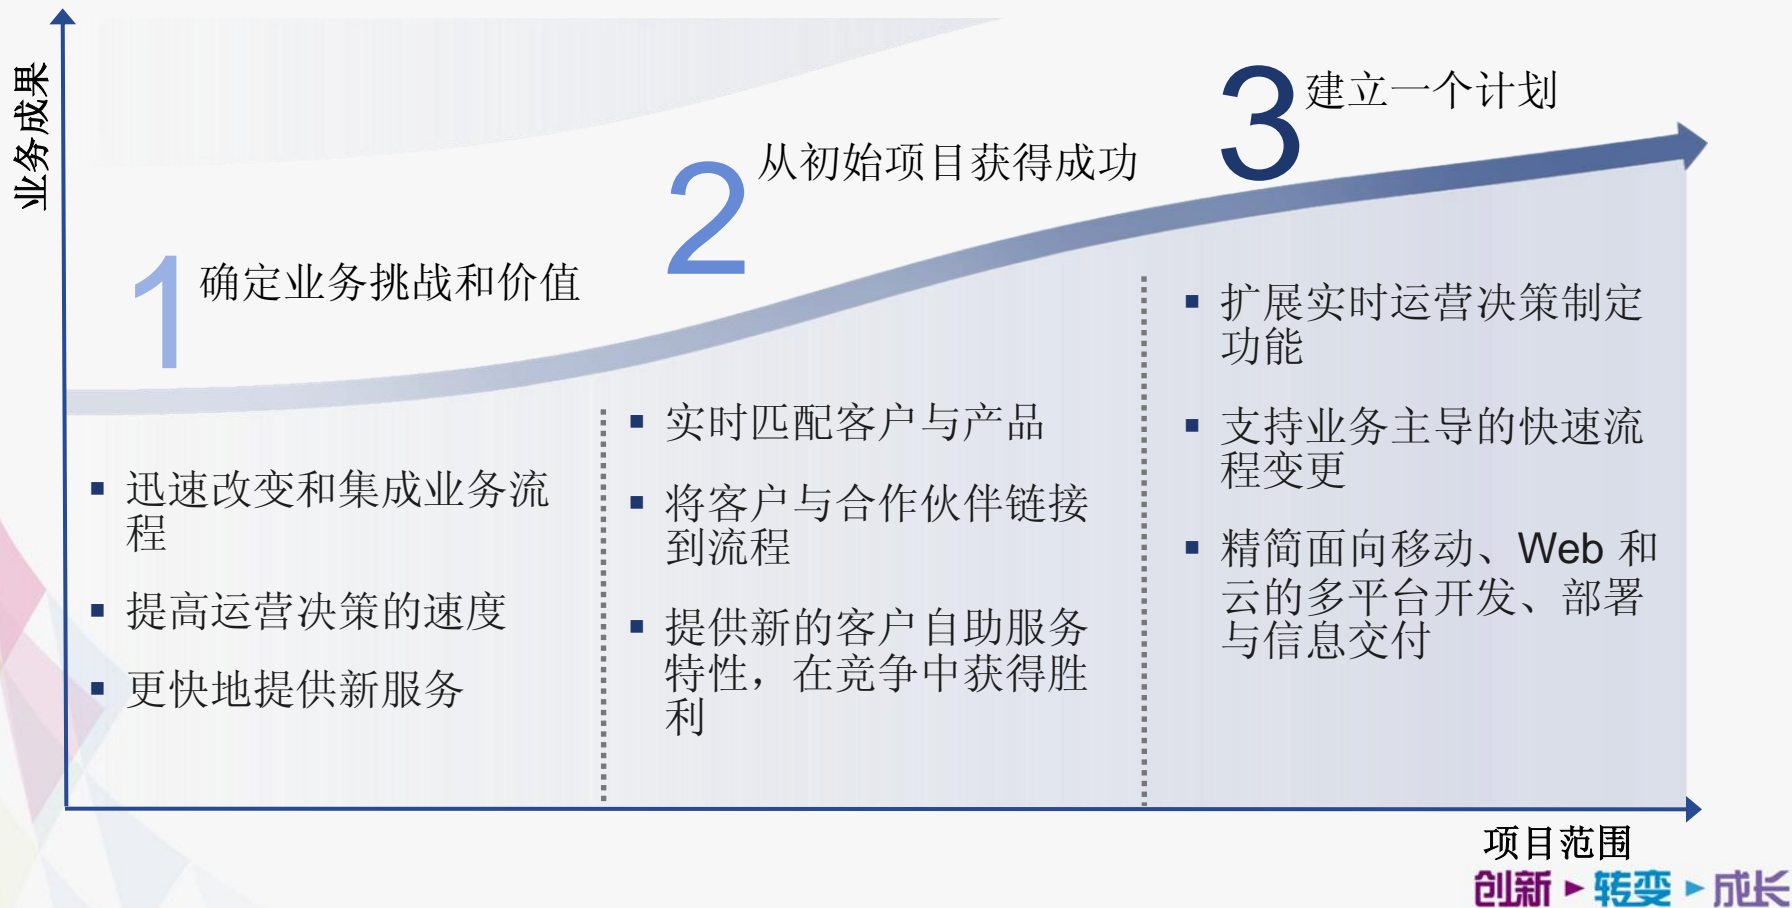 业务成果
1 确定业务挑战和价值
迅速改变和集成业务流
程
提高运营决策的速度
更快地提供新服务
2 从初始项目获得成功
实时匹配客户与产品
将客户与合作伙伴链接
到流程
提供新的客户自助服务
特性，在竞争中获得胜
利
3 建立一个计划
扩展实时运营决策制定
功能
支持业务主导的快速流
程变更
精简面向移动、Web 和
云的多平台开发、部署
与信息交付
项目范围
创新 ► 转变 ► 成长